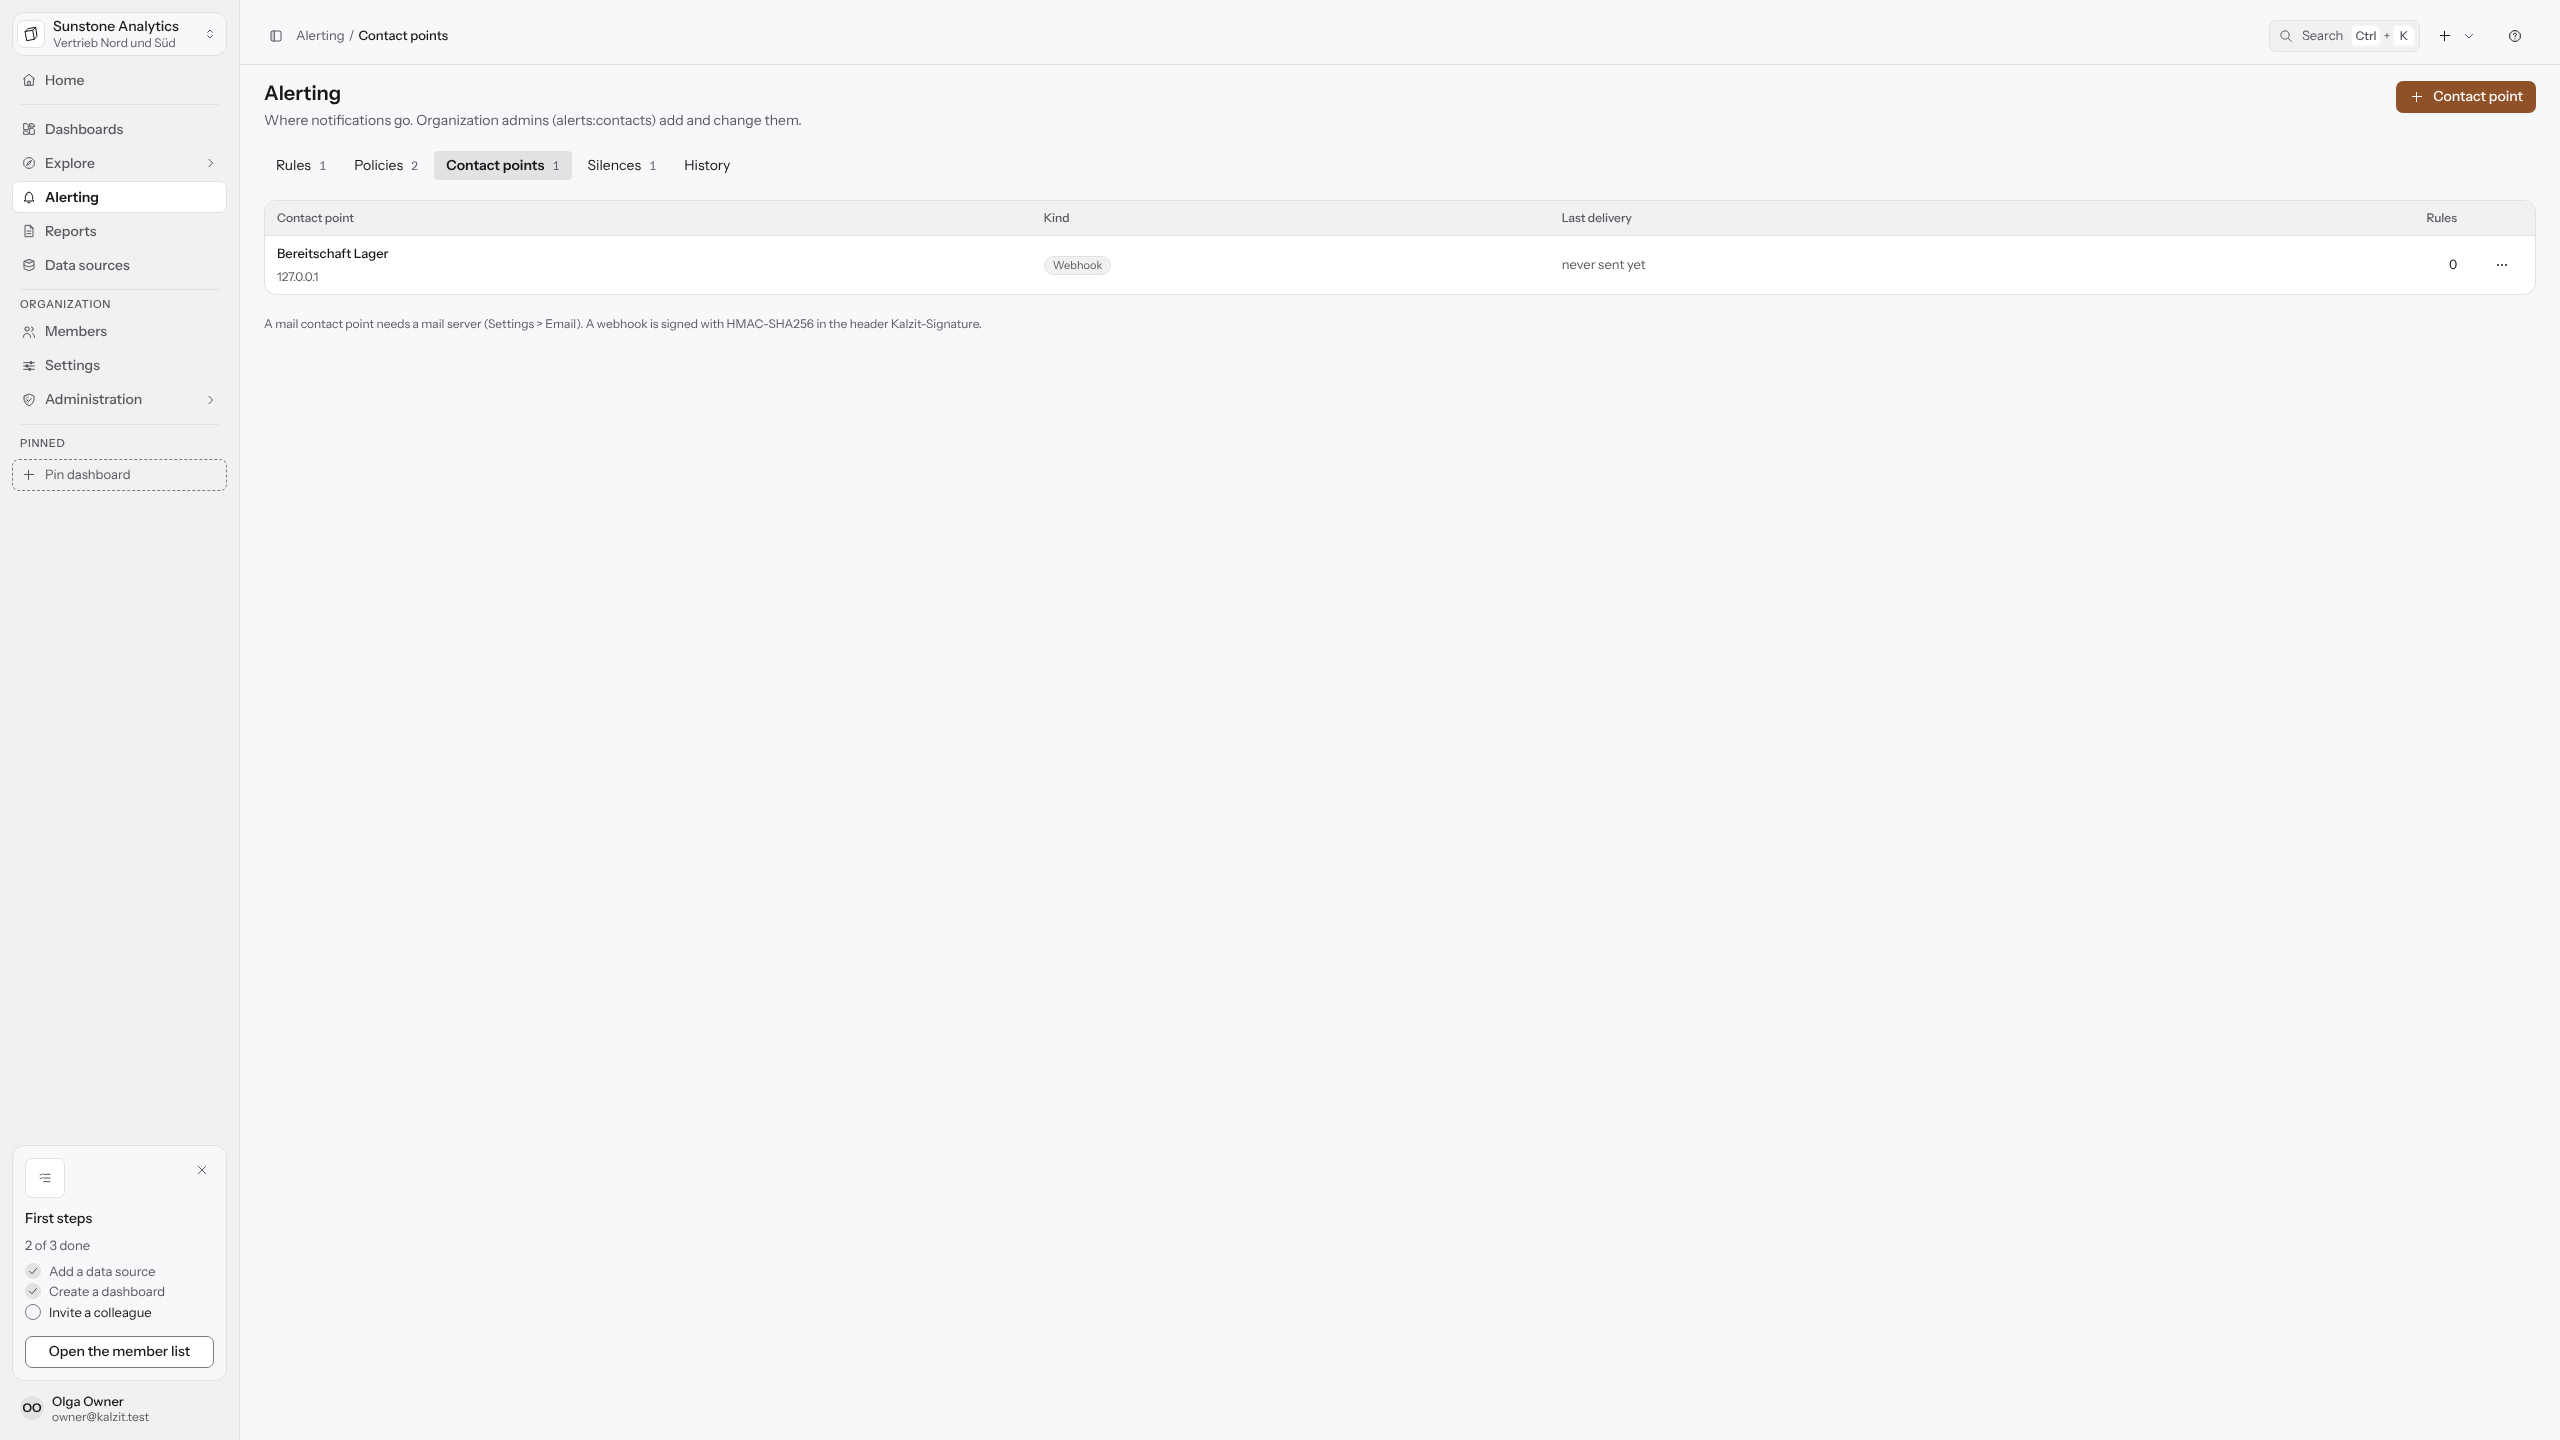 Sunstone Analytics
Vertrieb Nord und Süd
Home
Dashboards
Explore
Alerting
Reports
Data sources
ORGANIZATION
Members
Settings
Administration
PINNED
Pin dashboard
First steps
2 of 3 done
Add a data source
Create a dashboard
Invite a colleague
Open the member list
OO
Olga Owner
owner@kalzit.test
Alerting / Contact points
Search Ctrl + K
Alerting
Where notifications go. Organization admins (alerts:contacts) add and change them.
Contact point
Rules 1 Policies 2 Contact points 1 Silences 1 History
Contact point Kind Last delivery Rules
Bereitschaft Lager
127.0.0.1
Webhook never sent yet 0
A mail contact point needs a mail server (Settings > Email). A webhook is signed with HMAC-SHA256 in the header Kalzit-Signature.